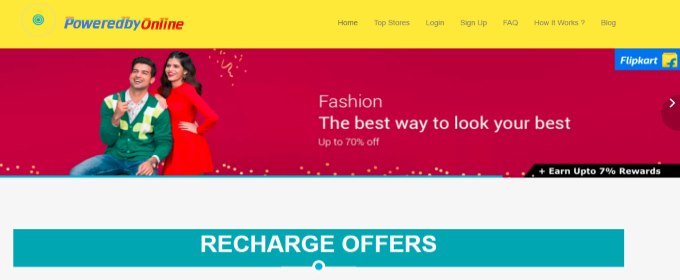 PoweredbyOnline
Home Top Stores Login Sign Up FAQ How It Works ? Blog
Flipkart
Fashion
The best way to look your best
Up to 70% off
+ Earn Upto 7% Rewards
RECHARGE OFFERS